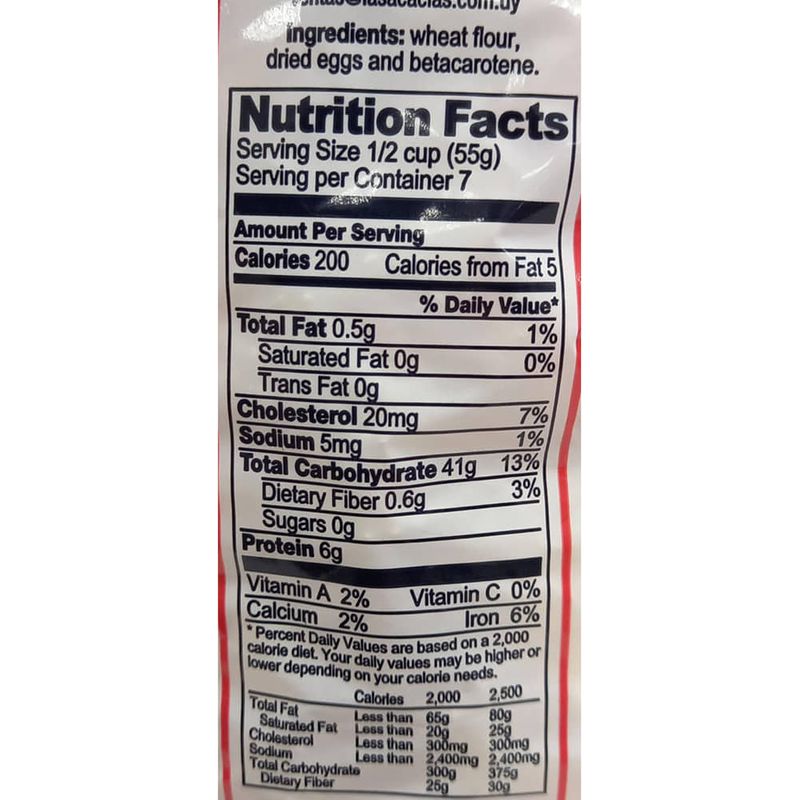 Ingredients: wheat flour,
dried eggs and betacarotene.
Nutrition Facts
Serving Size 1/2 cup (55g)
Serving per Container 7
Amount Per Serving
Calories 200 Calories from Fat 5
% Daily Value*
Total Fat 0.5g 1%
Saturated Fat 0g 0%
Trans Fat 0g
Cholesterol 20mg 7%
Sodium 5mg 1%
Total Carbohydrate 41g 13%
Dietary Fiber 0.6g 3%
Sugars 0g
Protein 6g
Vitamin A 2% Vitamin C 0%
Calcium 2% Iron 6%
* Percent Daily Values are based on a 2,000
calorie diet. Your daily values may be higher or
lower depending on your calorie needs.
Calories 2,000 2,500
Total Fat Less than 65g 80g
Saturated Fat Less than 20g 25g
Cholesterol Less than 300mg 300mg
Sodium Less than 2,400mg 2,400mg
Total Carbohydrate 300g 375g
Dietary Fiber 25g 30g